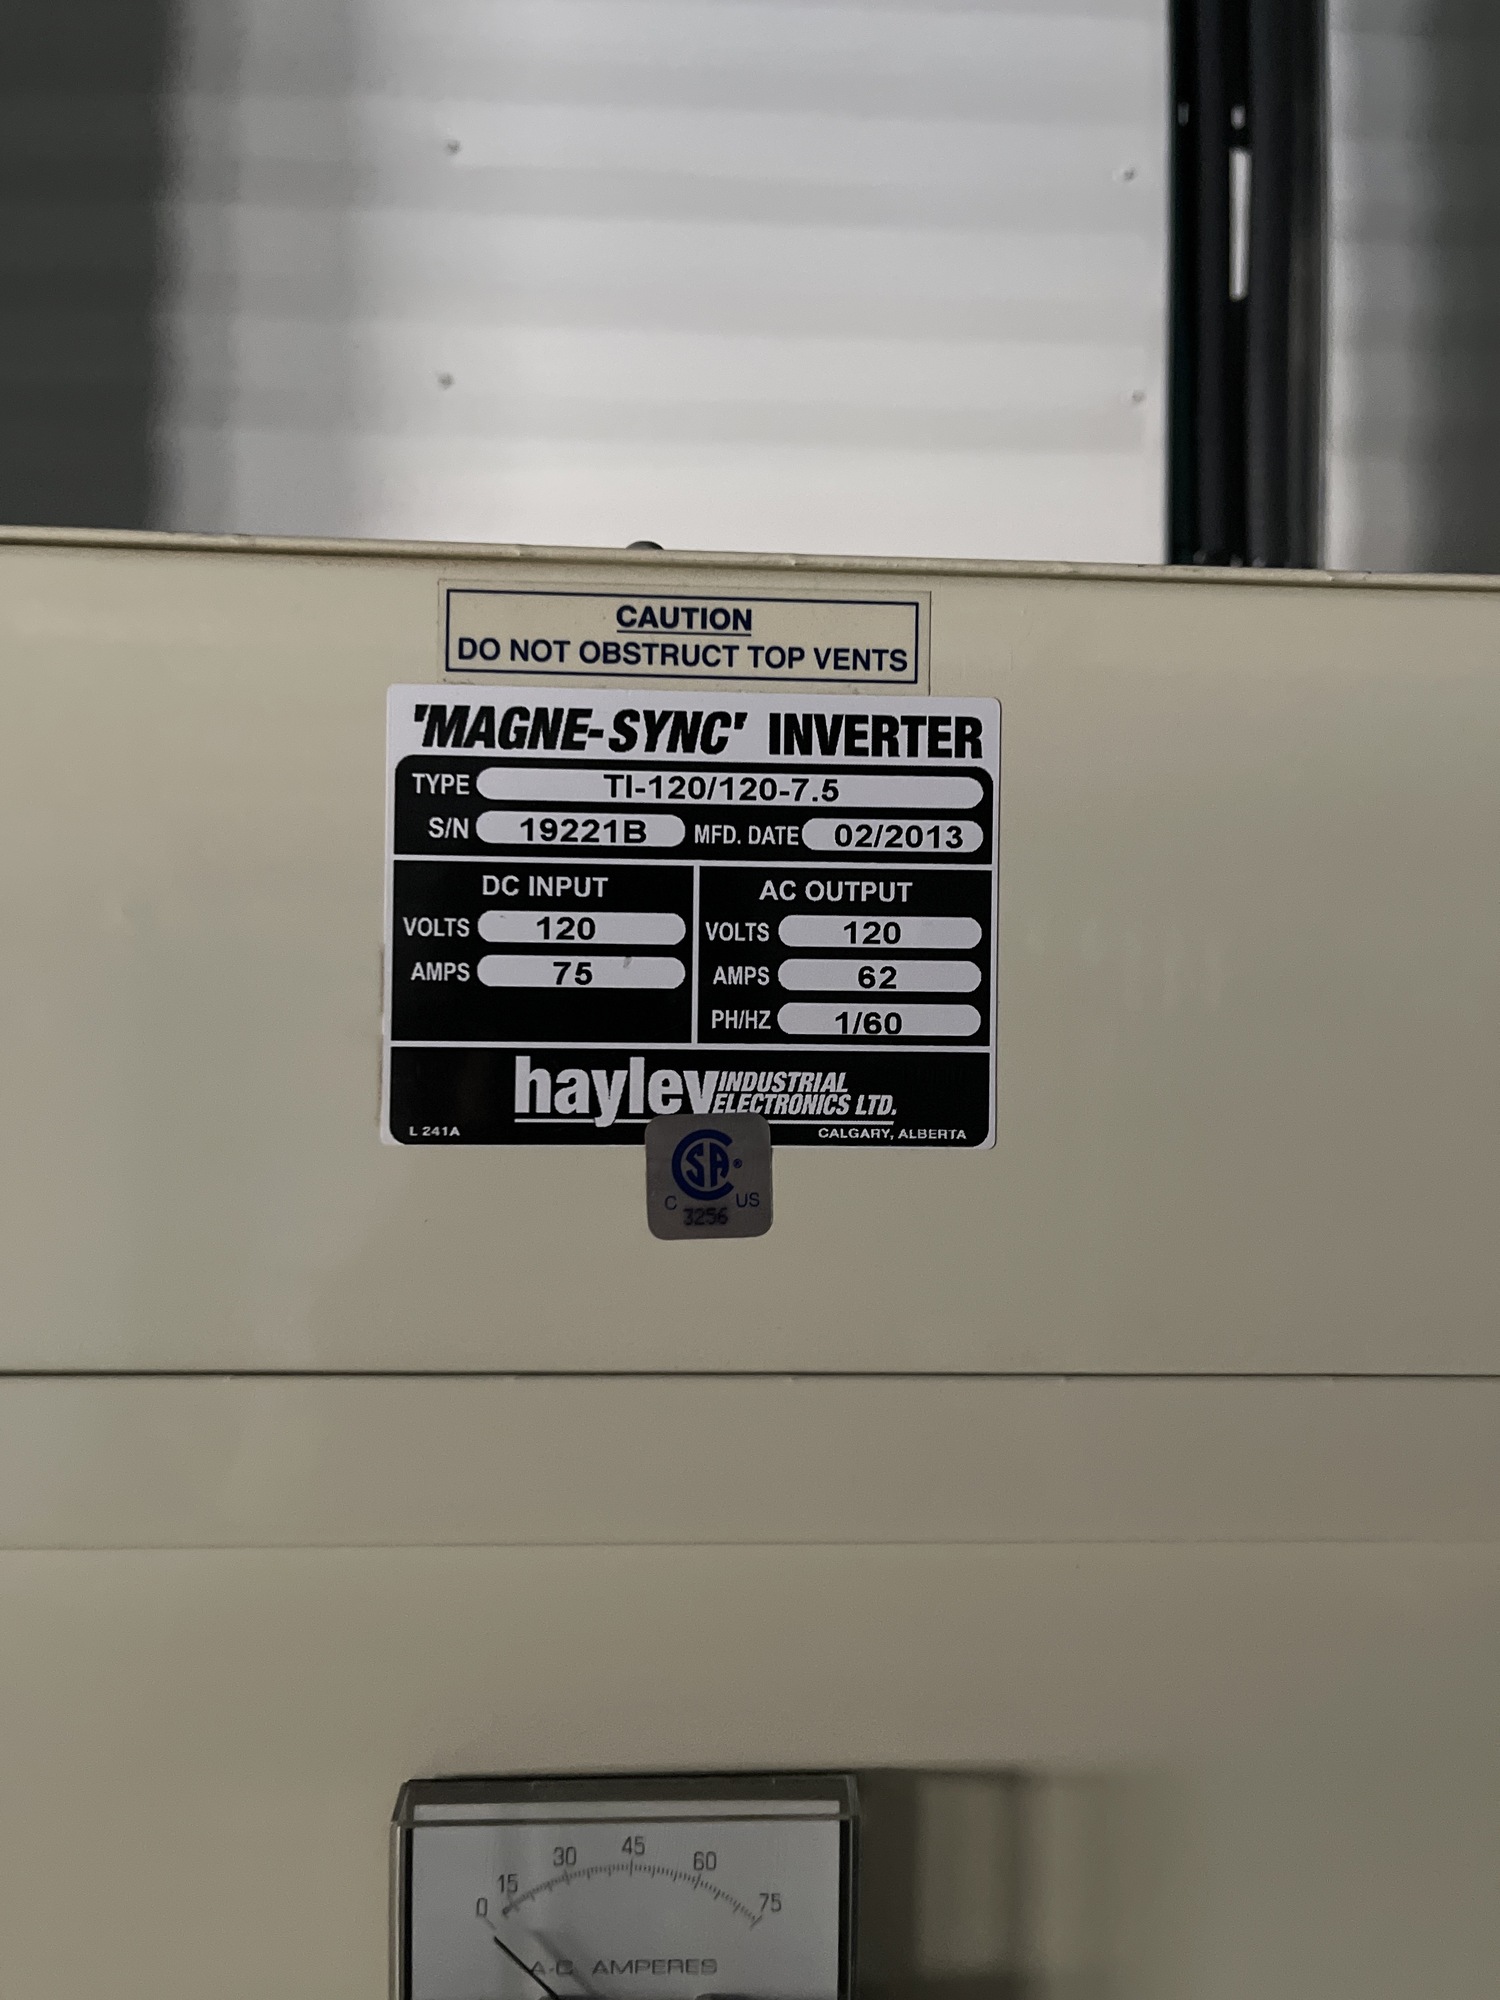 CAUTION
DO NOT OBSTRUCT TOP VENTS
'MAGNE-SYNC' INVERTER
TYPE TI-120/120-7.5
S/N 19221B MFD. DATE 02/2013
DC INPUT
VOLTS 120
AMPS 75
AC OUTPUT
VOLTS 120
AMPS 62
PH/HZ 1/60
hayley INDUSTRIAL
ELECTRONICS LTD.
L 241A
CALGARY, ALBERTA
CSA®
C US
3256
0 15 30 45 60 75
A-C AMPERES